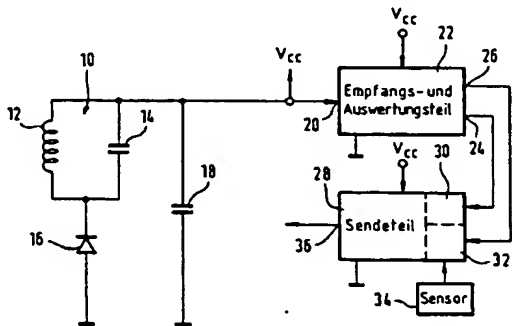 10
12
14
16
18
Vcc
20
Vcc
22
26
Empfangs- und
Auswertungsteil
24
Vcc
28
30
Sendeteil
36
32
34
Sensor